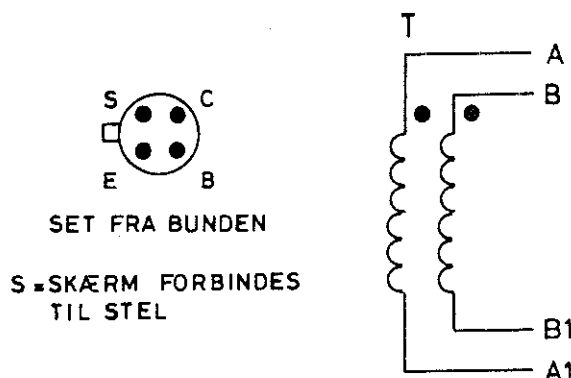 T
A
B
S C
E B
SET FRA BUNDEN
S = SKÆRM FORBINDES
TIL STEL
B1
A1